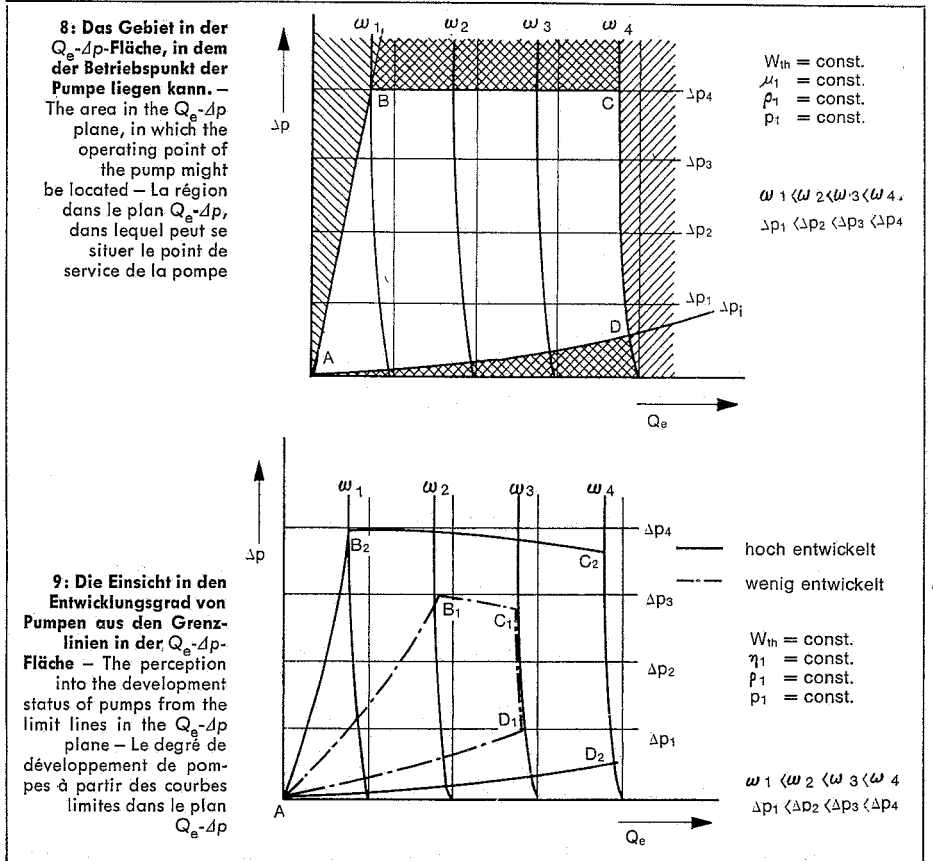 8: Das Gebiet in der
Qe-Δp-Fläche, in dem
der Betriebspunkt der
Pumpe liegen kann. –
The area in the Qe-Δp
plane, in which the
operating point of
the pump might
be located – La région
dans le plan Qe-Δp,
dans lequel peut se
situer le point de
service de la pompe
ω1 ω2 ω3 ω4
Δp
B C
A D
Δp4
Δp3
Δp2
Δp1
Δpi
Qe
Wth = const.
μ1 = const.
ρ1 = const.
p1 = const.
ω1 < ω2 < ω3 < ω4.
Δp1 < Δp2 < Δp3 < Δp4
9: Die Einsicht in den
Entwicklungsgrad von
Pumpen aus den Grenz-
linien in der Qe-Δp-
Fläche – The perception
into the development
status of pumps from the
limit lines in the Qe-Δp
plane – Le degré de
développement de pom-
pes à partir des courbes
limites dans le plan
Qe-Δp
ω1 ω2 ω3 ω4
Δp
B2 C2
B1 C1
D1
D2
A
Δp4
Δp3
Δp2
Δp1
Qe
hoch entwickelt
wenig entwickelt
Wth = const.
η1 = const.
ρ1 = const.
p1 = const.
ω1 < ω2 < ω3 < ω4
Δp1 < Δp2 < Δp3 < Δp4